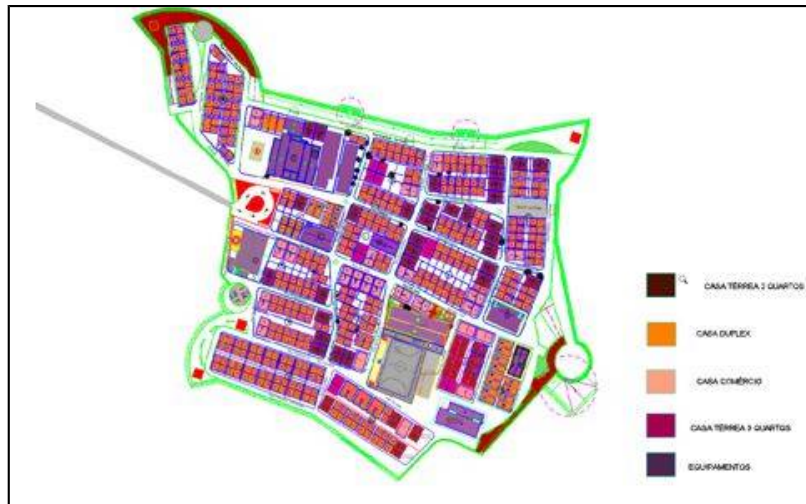 CASA TÉRREA 2 QUARTOS
CASA DUPLEX
CASA COMÉRCIO
CASA TÉRREA 3 QUARTOS
EQUIPAMENTOS